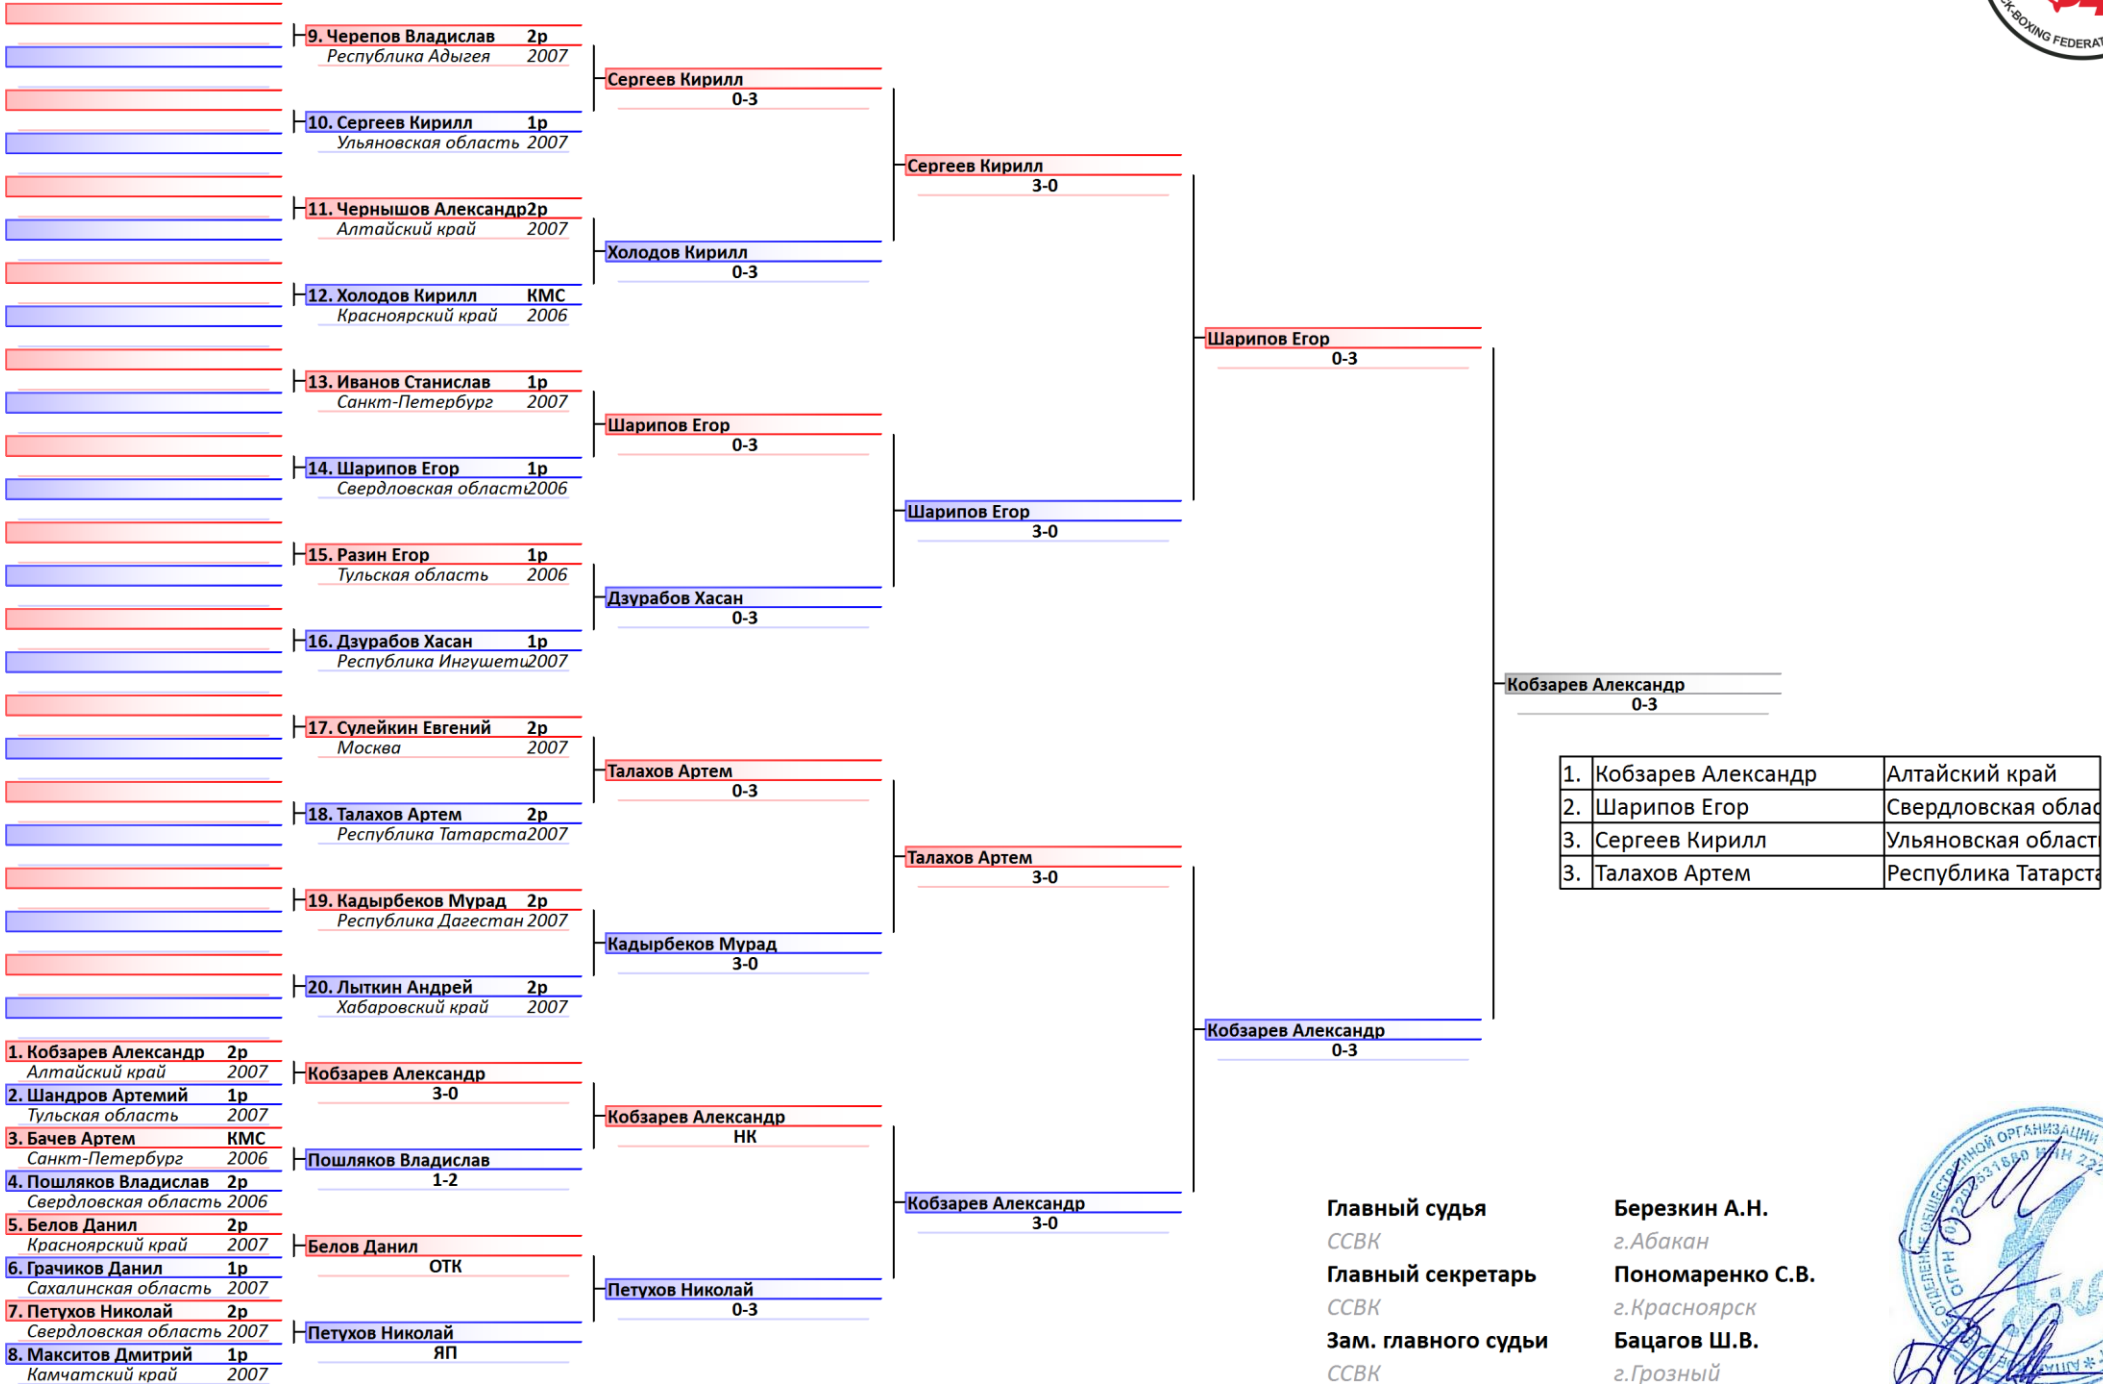 CK-BOXING FEDERAT
9. Черепов Владислав 2р
Республика Адыгея 2007
10. Сергеев Кирилл 1р
Ульяновская область 2007
11. Чернышов Александр 2р
Алтайский край 2007
12. Холодов Кирилл КМС
Красноярский край 2006
13. Иванов Станислав 1р
Санкт-Петербург 2007
14. Шарипов Егор 1р
Свердловская область 2006
15. Разин Егор 1р
Тульская область 2006
16. Дзурабов Хасан 1р
Республика Ингушети 2007
17. Сулейкин Евгений 2р
Москва 2007
18. Талахов Артем 2р
Республика Татарста 2007
19. Кадырбеков Мурад 2р
Республика Дагестан 2007
20. Лыткин Андрей 2р
Хабаровский край 2007
1. Кобзарев Александр 2р
Алтайский край 2007
2. Шандров Артемий 1р
Тульская область 2007
3. Бачев Артем КМС
Санкт-Петербург 2006
4. Пошляков Владислав 2р
Свердловская область 2006
5. Белов Данил 2р
Красноярский край 2007
6. Грачиков Данил 1р
Сахалинская область 2007
7. Петухов Николай 2р
Свердловская область 2007
8. Макситов Дмитрий 1р
Камчатский край 2007
Кобзарев Александр
3-0
Пошляков Владислав
1-2
Белов Данил
ОТК
Петухов Николай
ЯП
Сергеев Кирилл
0-3
Холодов Кирилл
0-3
Шарипов Егор
0-3
Дзурабов Хасан
0-3
Талахов Артем
0-3
Кадырбеков Мурад
3-0
Кобзарев Александр
НК
Петухов Николай
0-3
Сергеев Кирилл
3-0
Шарипов Егор
3-0
Талахов Артем
3-0
Кобзарев Александр
3-0
Шарипов Егор
0-3
Кобзарев Александр
0-3
Кобзарев Александр
0-3
1. Кобзарев Александр Алтайский край
2. Шарипов Егор Свердловская облас
3. Сергеев Кирилл Ульяновская област
3. Талахов Артем Республика Татарста
Главный судья Березкин А.Н.
ССВК г.Абакан
Главный секретарь Пономаренко С.В.
ССВК г.Красноярск
Зам. главного судьи Бацагов Ш.В.
ССВК г.Грозный